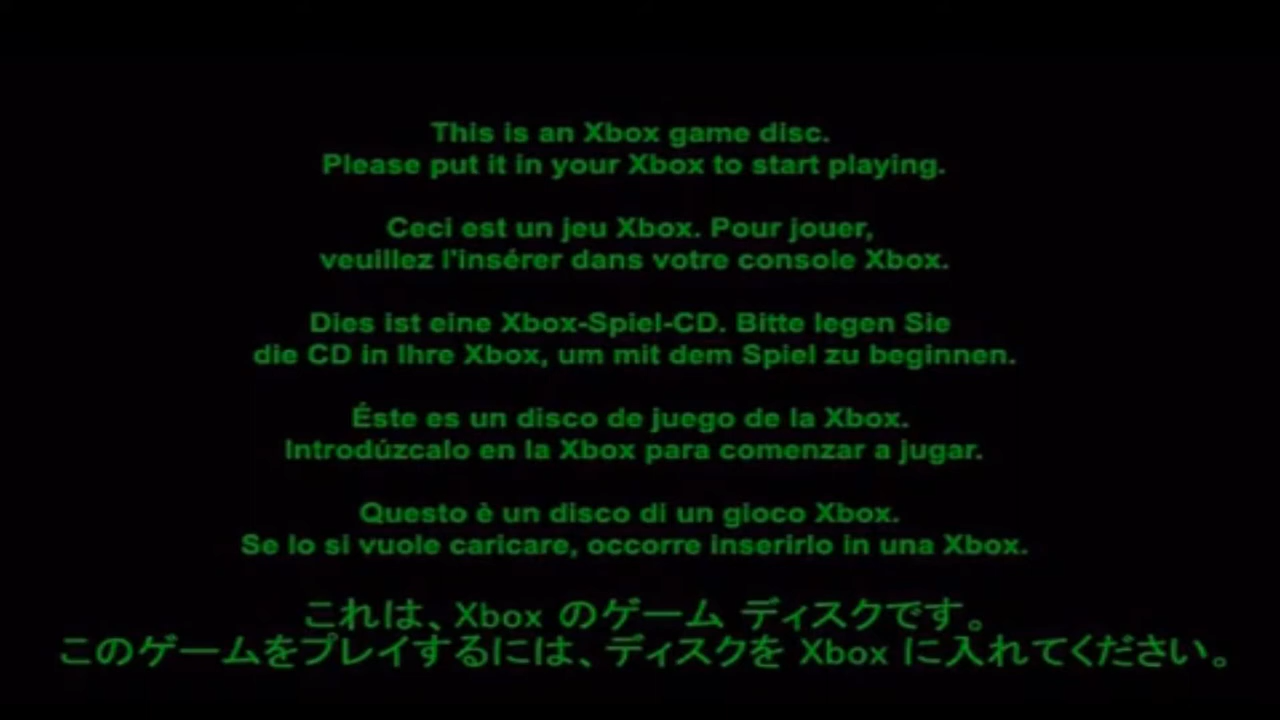 This is an Xbox game disc.
Please put it in your Xbox to start playing.
Ceci est un jeu Xbox. Pour jouer,
veuillez l'insérer dans votre console Xbox.
Dies ist eine Xbox-Spiel-CD. Bitte legen Sie
die CD in Ihre Xbox, um mit dem Spiel zu beginnen.
Éste es un disco de juego de la Xbox.
Introdúzcalo en la Xbox para comenzar a jugar.
Questo è un disco di un gioco Xbox.
Se lo si vuole caricare, occorre inserirlo in una Xbox.
これは、Xbox のゲーム ディスクです。
このゲームをプレイするには、ディスクを Xbox に入れてください。